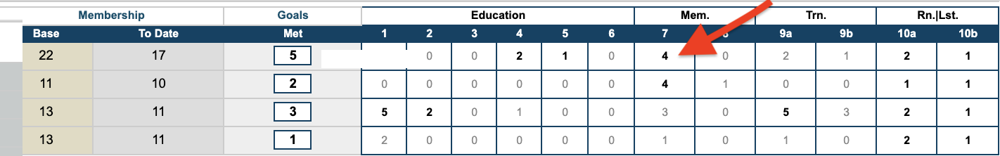 Membership Goals Education Mem. Trn. Rn.|Lst.
Base To Date Met 1 2 3 4 5 6 7 9a 9b 10a 10b
22 17 5 0 0 2 1 0 4 0 2 1 2 1
11 10 2 0 0 0 0 0 0 4 1 0 0 1 1
13 11 3 5 2 0 1 0 0 3 0 5 3 2 1
13 11 1 2 0 0 0 0 0 1 0 1 0 2 1